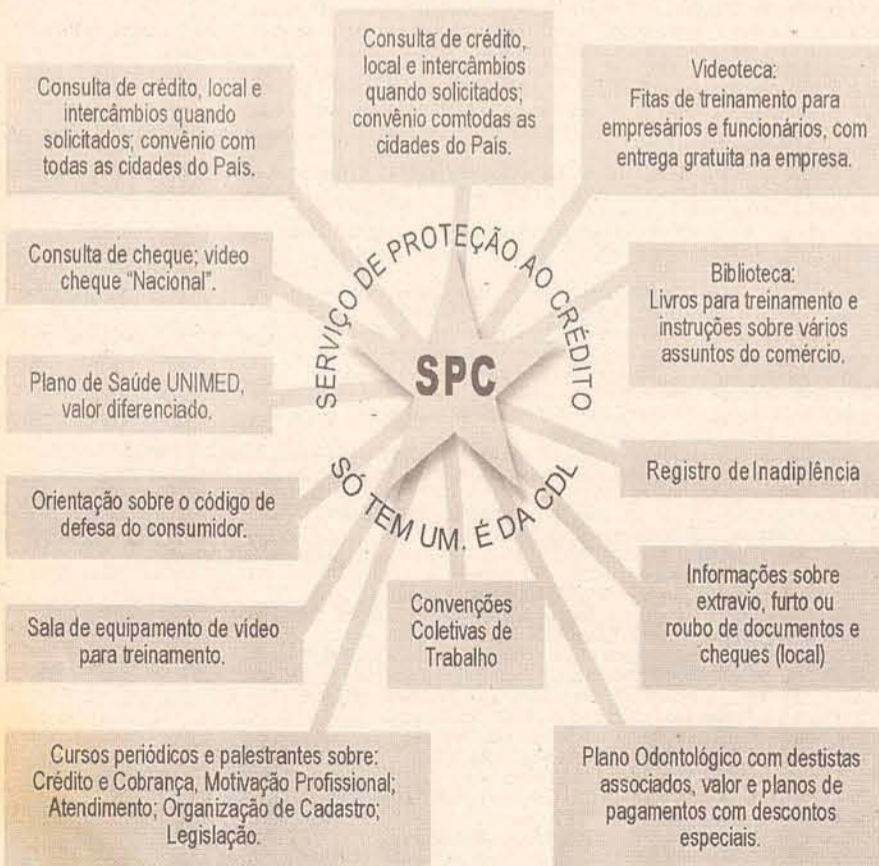 Consulta de crédito,
local e intercâmbios
quando solicitados;
convênio comtodas as
cidades do País.
Consulta de crédito, local e
intercâmbios quando
solicitados; convênio com
todas as cidades do País.
Videoteca:
Fitas de treinamento para
empresários e funcionários, com
entrega gratuita na empresa.
Consulta de cheque; video
cheque “Nacional”.
SERVIÇO DE PROTEÇÃO AO CRÉDITO
Biblioteca:
Livros para treinamento e
instruções sobre vários
assuntos do comércio.
SPC
Plano de Saúde UNIMED,
valor diferenciado.
SÓ TEM UM. É DA CDL
Registro de Inadiplência
Orientação sobre o código de
defesa do consumidor.
Informações sobre
extravio, furto ou
roubo de documentos e
cheques (local)
Sala de equipamento de vídeo
para treinamento.
Convenções
Coletivas de
Trabalho
Cursos periódicos e palestrantes sobre:
Crédito e Cobrança, Motivação Profissional;
Atendimento; Organização de Cadastro;
Legislação.
Plano Odontológico com destistas
associados, valor e planos de
pagamentos com descontos
especiais.